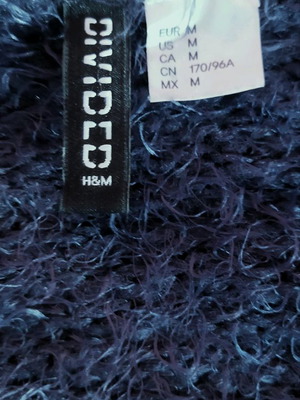 DIVIDED
H&M
EUR M
US M
CA M
CN 170/96A
MX M